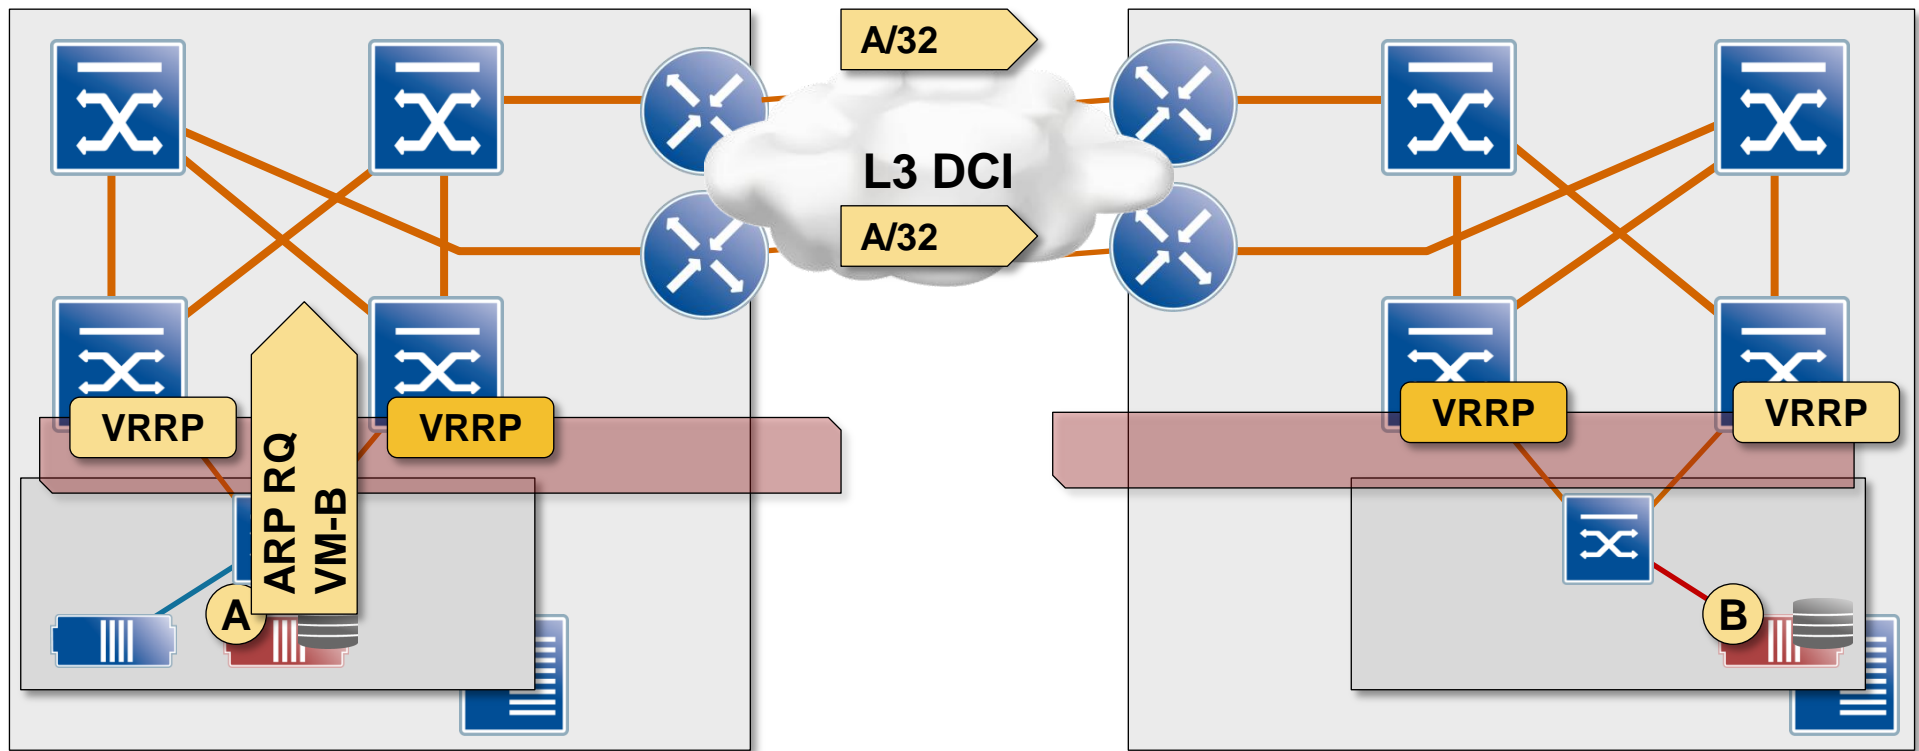 A/32
L3 DCI
A/32
VRRP
VRRP
VRRP
VRRP
ARP RQ
VM-B
A
B